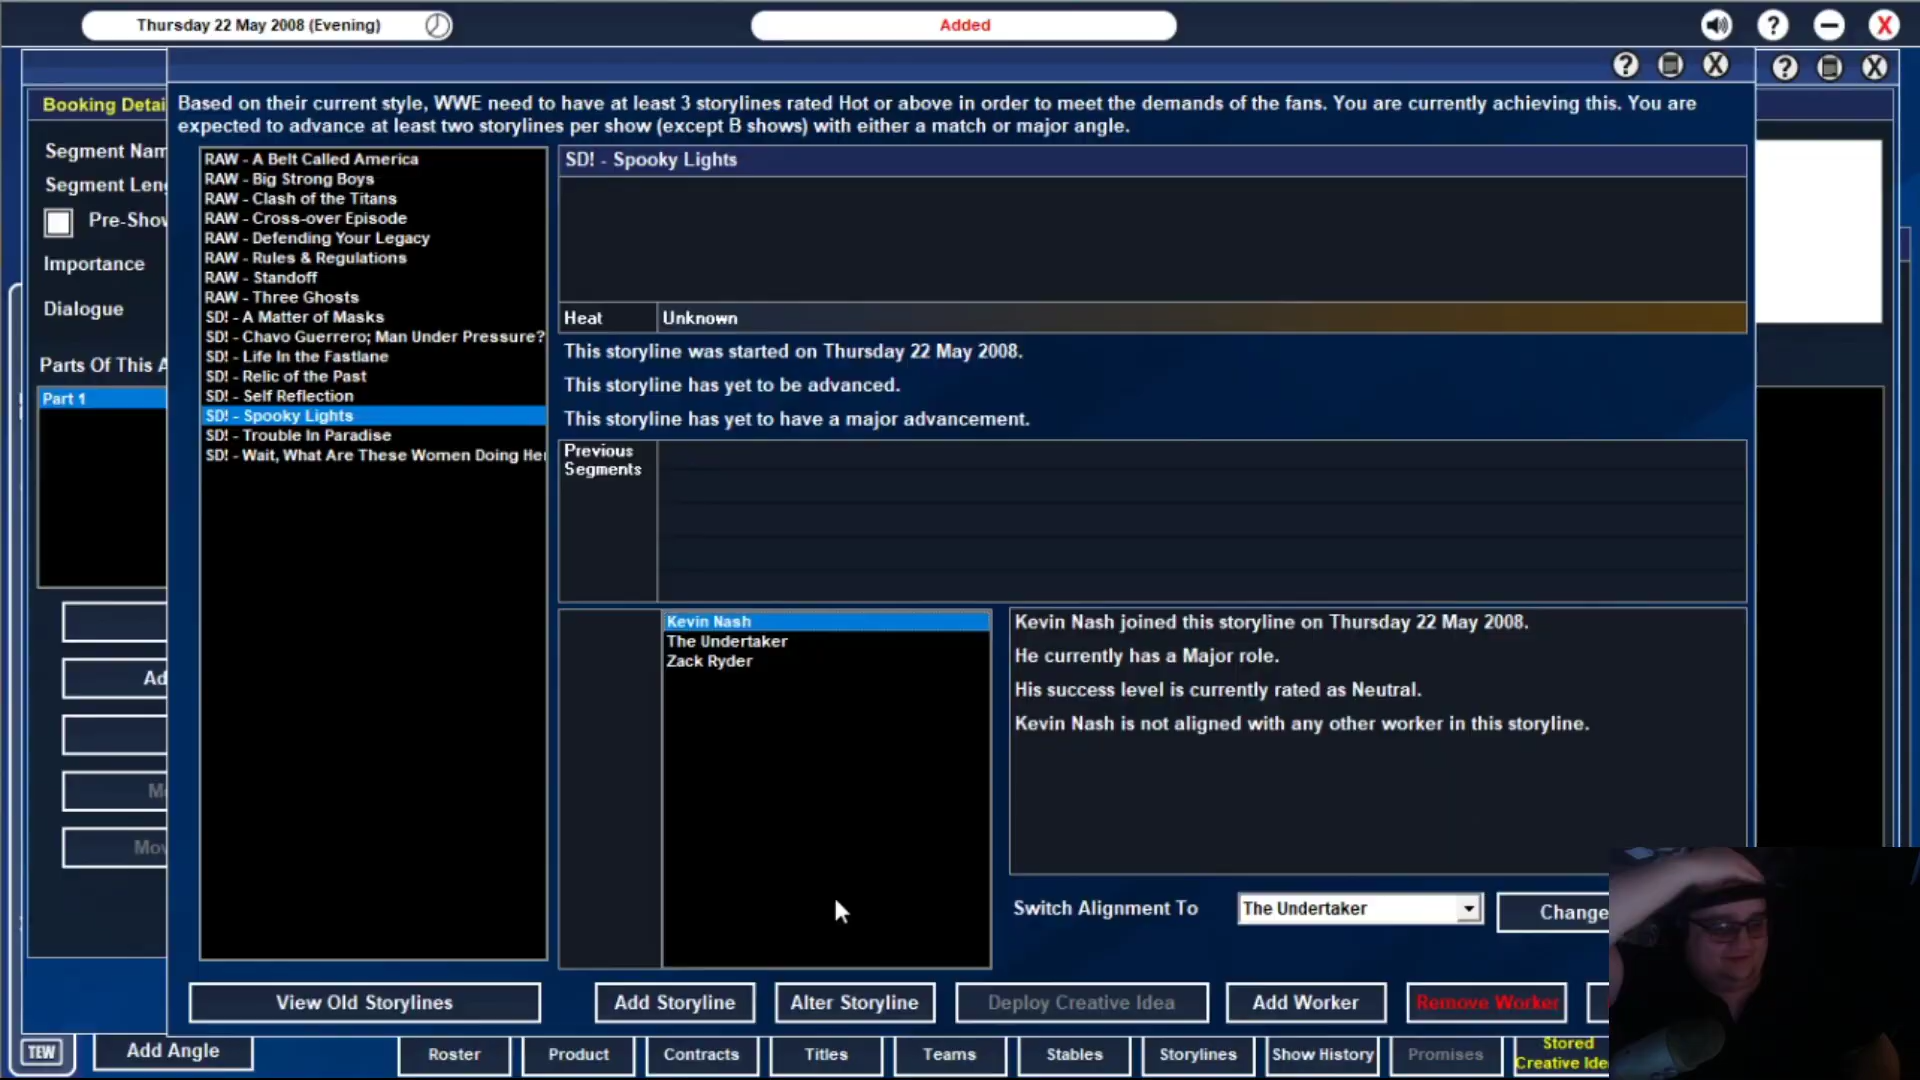 Thursday 22 May 2008 (Evening)
Added
?
X
?
X
?
X
Booking Detai
Based on their current style, WWE need to have at least 3 storylines rated Hot or above in order to meet the demands of the fans. You are currently achieving this. You are
expected to advance at least two storylines per show (except B shows) with either a match or major angle.
Segment Nam
Segment Leng
Pre-Shov
Importance
Dialogue
Parts Of This A
Part 1
Ad
Mo
Mov
RAW - A Belt Called America
RAW - Big Strong Boys
RAW - Clash of the Titans
RAW - Cross-over Episode
RAW - Defending Your Legacy
RAW - Rules & Regulations
RAW - Standoff
RAW - Three Ghosts
SD! - A Matter of Masks
SD! - Chavo Guerrero; Man Under Pressure?
SD! - Life In the Fastlane
SD! - Relic of the Past
SD! - Self Reflection
SD! - Spooky Lights
SD! - Trouble In Paradise
SD! - Wait, What Are These Women Doing Her
SD! - Spooky Lights
Heat Unknown
This storyline was started on Thursday 22 May 2008.
This storyline has yet to be advanced.
This storyline has yet to have a major advancement.
Previous
Segments
Kevin Nash
The Undertaker
Zack Ryder
Kevin Nash joined this storyline on Thursday 22 May 2008.
He currently has a Major role.
His success level is currently rated as Neutral.
Kevin Nash is not aligned with any other worker in this storyline.
Switch Alignment To The Undertaker Change
View Old Storylines Add Storyline Alter Storyline Deploy Creative Idea Add Worker Remove Worker
TEW Add Angle Roster Product Contracts Titles Teams Stables Storylines Show History Promises Stored
Creative Ide